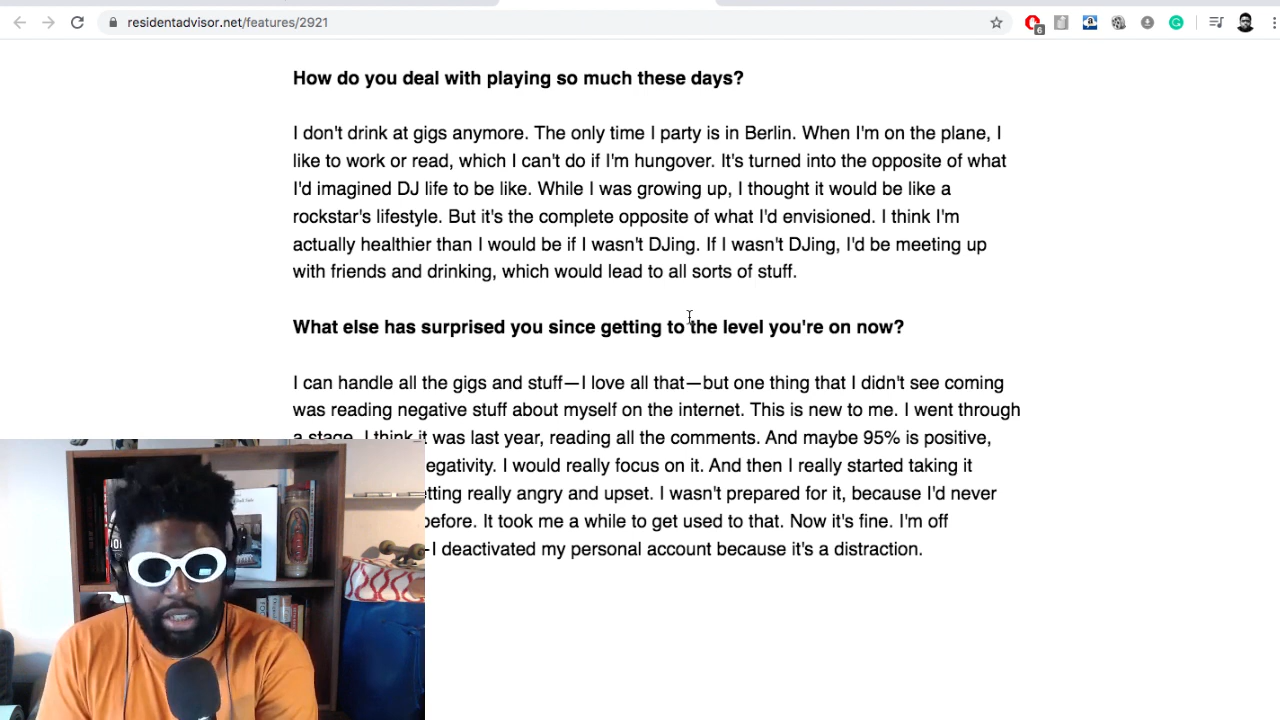 residentadvisor.net/features/2921
6
How do you deal with playing so much these days?
I don't drink at gigs anymore. The only time I party is in Berlin. When I'm on the plane, I
like to work or read, which I can't do if I'm hungover. It's turned into the opposite of what
I'd imagined DJ life to be like. While I was growing up, I thought it would be like a
rockstar's lifestyle. But it's the complete opposite of what I'd envisioned. I think I'm
actually healthier than I would be if I wasn't DJing. If I wasn't DJing, I'd be meeting up
with friends and drinking, which would lead to all sorts of stuff.
What else has surprised you since getting to the level you're on now?
I can handle all the gigs and stuff—I love all that—but one thing that I didn't see coming
was reading negative stuff about myself on the internet. This is new to me. I went through
a stage, I think it was last year, reading all the comments. And maybe 95% is positive,
egativity. I would really focus on it. And then I really started taking it
tting really angry and upset. I wasn't prepared for it, because I'd never
before. It took me a while to get used to that. Now it's fine. I'm off
—I deactivated my personal account because it's a distraction.